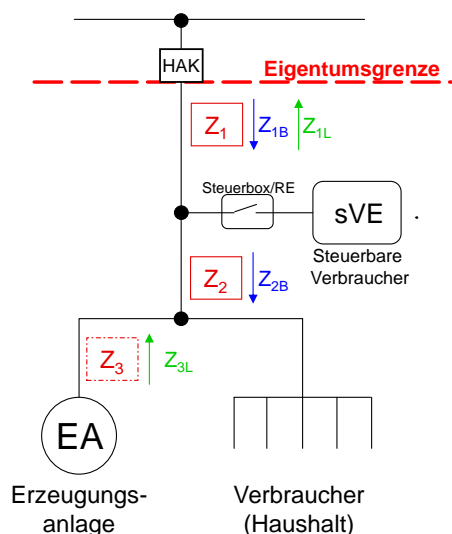 HAK
Eigentumsgrenze
Z1 Z1B Z1L
Steuerbox/RE
sVE
Steuerbare
Verbraucher
Z2 Z2B
Z3 Z3L
EA
Erzeugungs-
anlage
Verbraucher
(Haushalt)